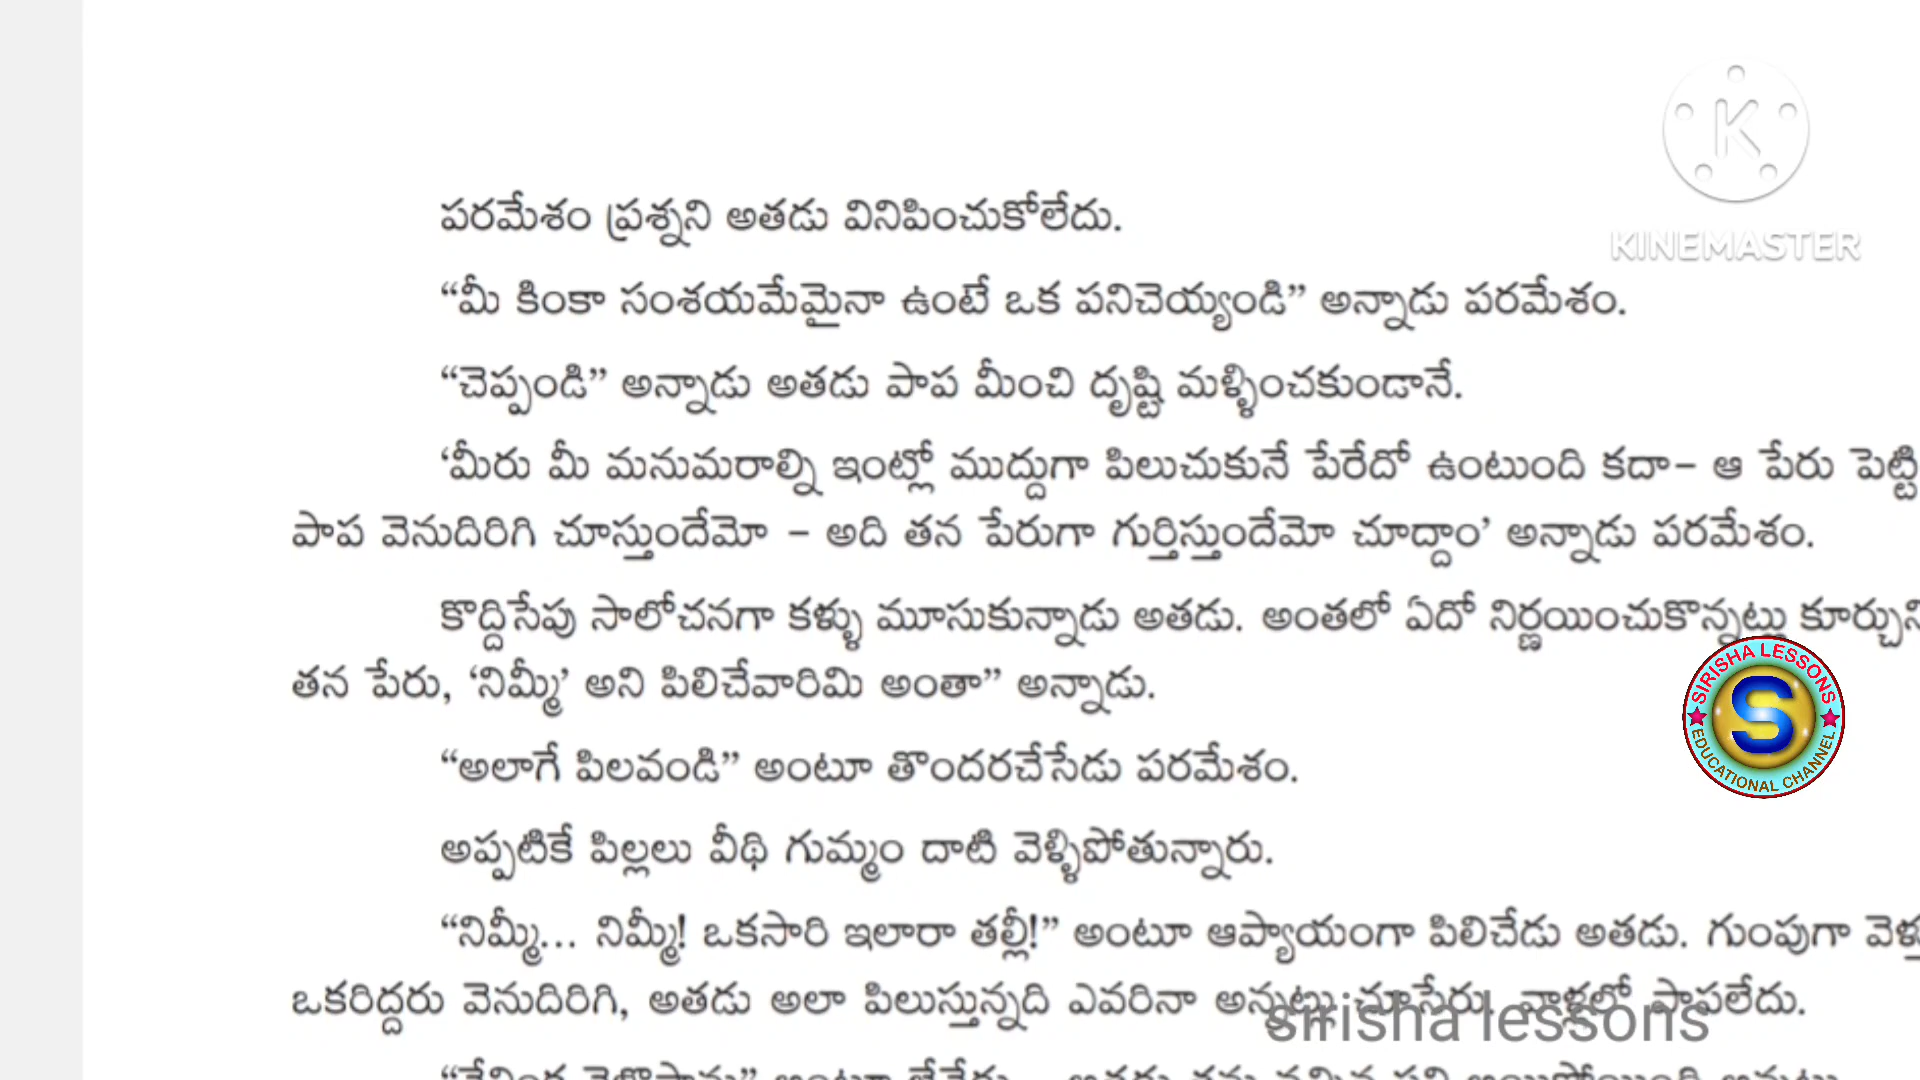 పరమేశం ప్రశ్నని అతడు వినిపించుకోలేదు.
KINEMASTER
“మీ కింకా సంశయమేమైనా ఉంటే ఒక పనిచెయ్యండి” అన్నాడు పరమేశం.
“చెప్పండి” అన్నాడు అతడు పాప మీంచి దృష్టి మళ్ళించకుండానే.
‘మీరు మీ మనుమరాల్ని ఇంట్లో ముద్దుగా పిలుచుకునే పేరేదో ఉంటుంది కదా– ఆ పేరు పెట్టి
పాప వెనుదిరిగి చూస్తుందేమో – అది తన పేరుగా గుర్తిస్తుందేమో చూద్దాం’ అన్నాడు పరమేశం.
కొద్దిసేపు సాలోచనగా కళ్ళు మూసుకున్నాడు అతడు. అంతలో ఏదో నిర్ణయించుకొన్నట్లు
తన పేరు, ‘నిమ్మీ’ అని పిలిచేవారిమి అంతా” అన్నాడు.
SIRISHA LESSONS
S
EDUCATIONAL CHANNEL
“అలాగే పిలవండి” అంటూ తొందరచేసేడు పరమేశం.
అప్పటికే పిల్లలు వీథి గుమ్మం దాటి వెళ్ళిపోతున్నారు.
“నిమ్మీ... నిమ్మీ! ఒకసారి ఇలారా తల్లీ!” అంటూ ఆప్యాయంగా పిలిచేడు అతడు. గుంపుగా
ఒకరిద్దరు వెనుదిరిగి, అతడు అలా పిలుస్తున్నది ఎవరినా అన్నట్లు చూసేరు. వాళ్లలో పాపలేదు.
sirisha lessons